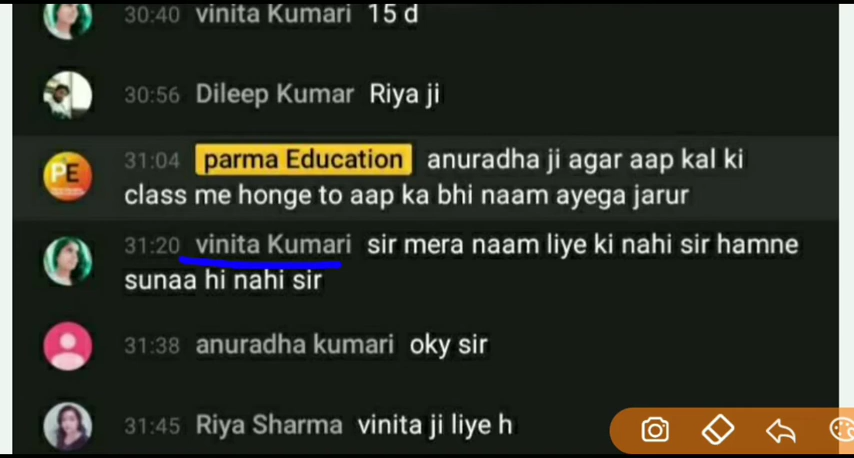 30:40 vinita Kumari 15 d
30:56 Dileep Kumar Riya ji
PE
31:04 parma Education anuradha ji agar aap kal ki
class me honge to aap ka bhi naam ayega jarur
31:20 vinita Kumari sir mera naam liye ki nahi sir hamne
sunaa hi nahi sir
31:38 anuradha kumari oky sir
31:45 Riya Sharma vinita ji liye h